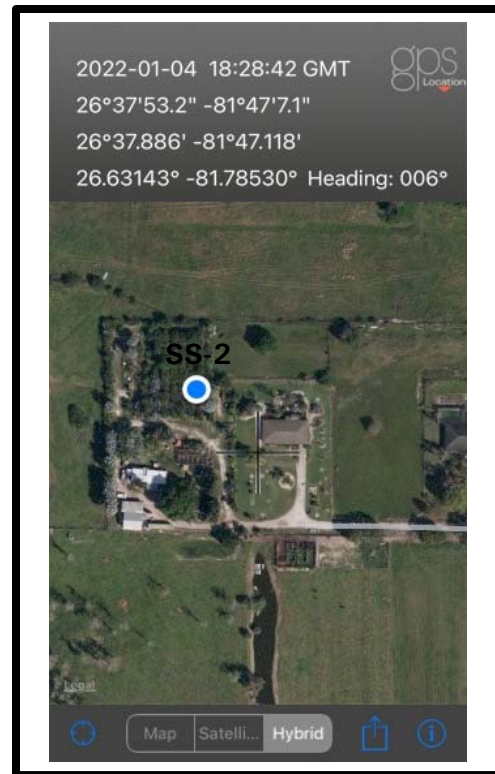 2022-01-04 18:28:42 GMT
gps
Location
26°37'53.2" -81°47'7.1"
26°37.886' -81°47.118'
26.63143° -81.78530° Heading: 006°
SS-2
Legal
Map Satelli... Hybrid